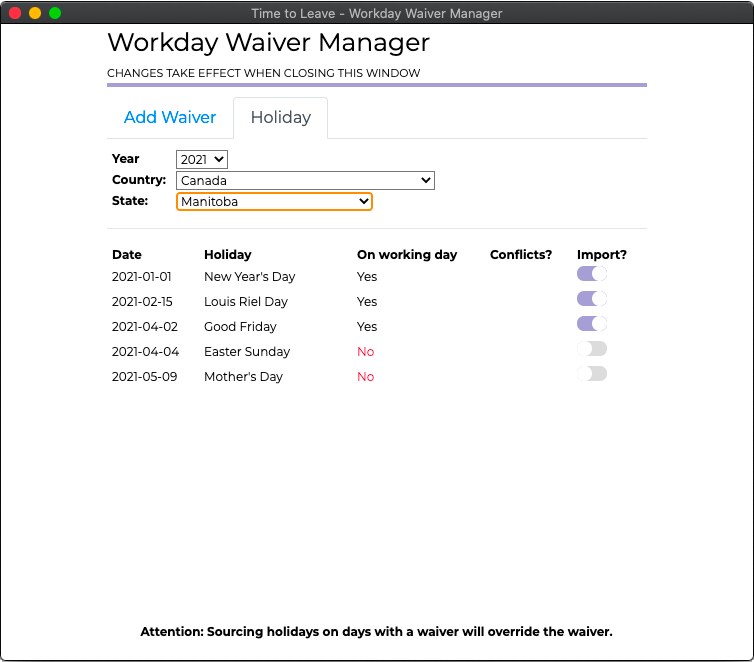 Time to Leave - Workday Waiver Manager
Workday Waiver Manager
CHANGES TAKE EFFECT WHEN CLOSING THIS WINDOW
Add Waiver Holiday
Year 2021
Country: Canada
State: Manitoba
Date Holiday On working day Conflicts? Import?
2021-01-01 New Year's Day Yes
2021-02-15 Louis Riel Day Yes
2021-04-02 Good Friday Yes
2021-04-04 Easter Sunday No
2021-05-09 Mother's Day No
Attention: Sourcing holidays on days with a waiver will override the waiver.